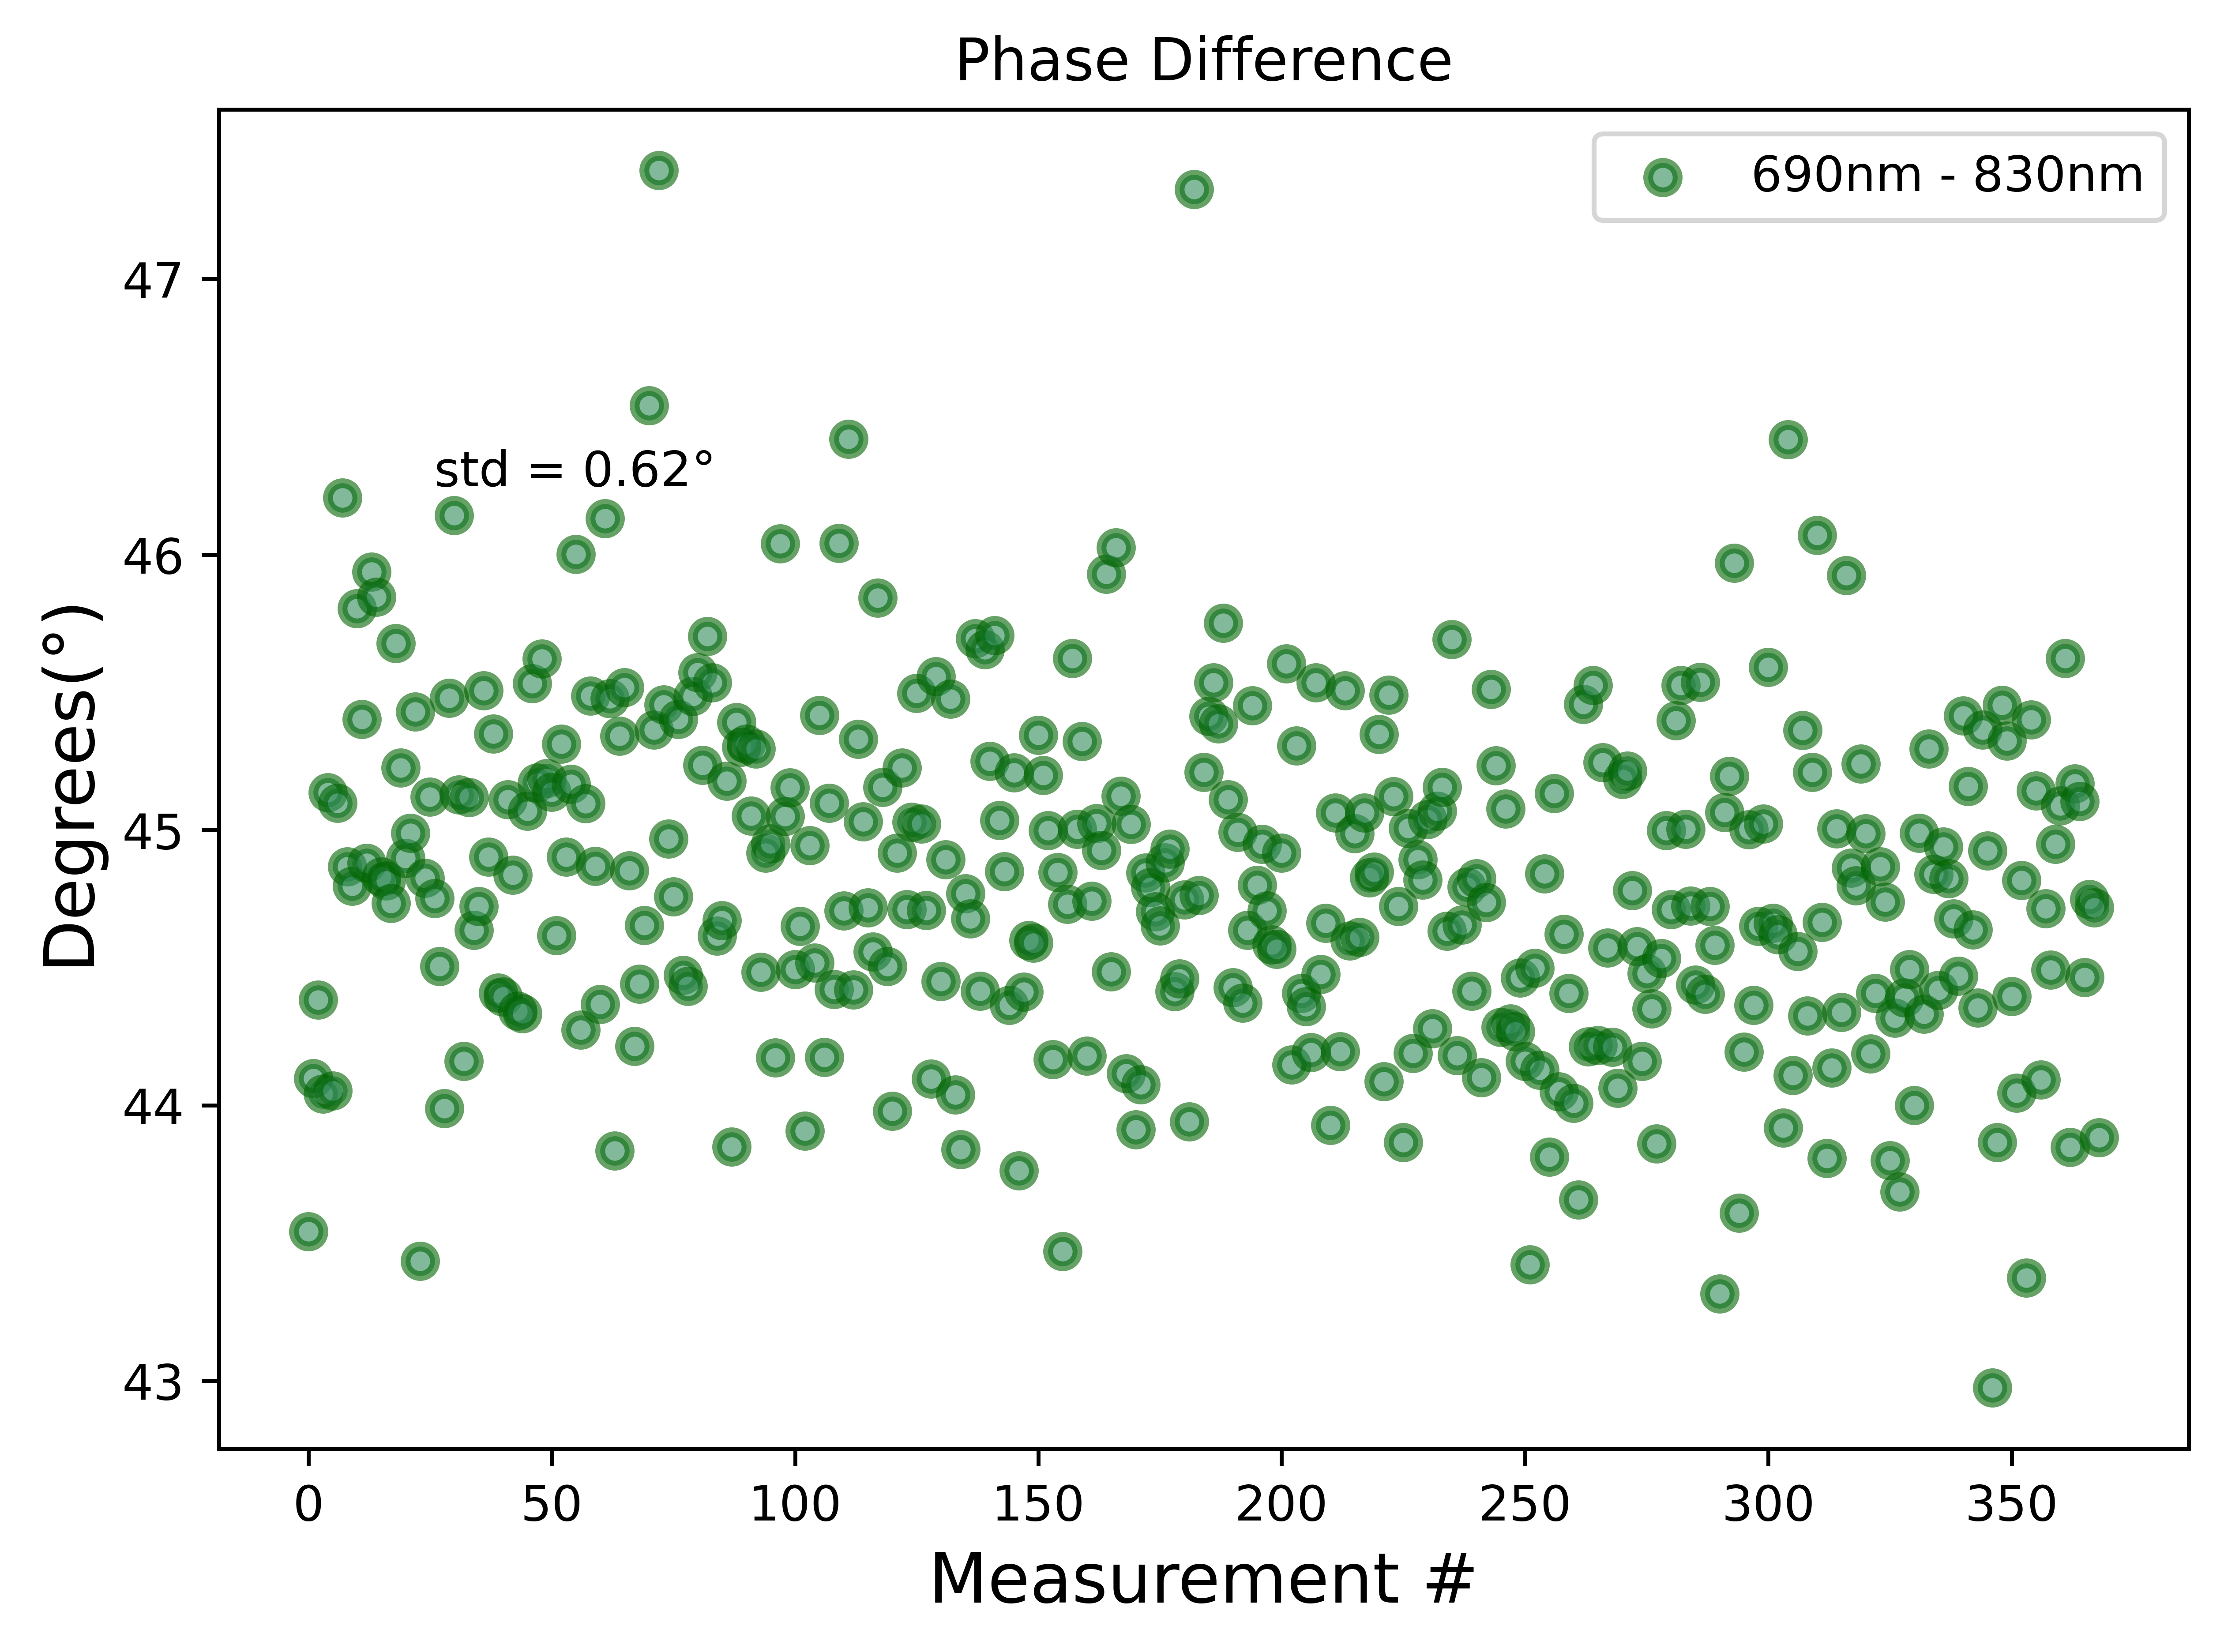 Phase Difference
690nm - 830nm
std = 0.62°
Degrees(°)
47
46
45
44
43
0 50 100 150 200 250 300 350
Measurement #